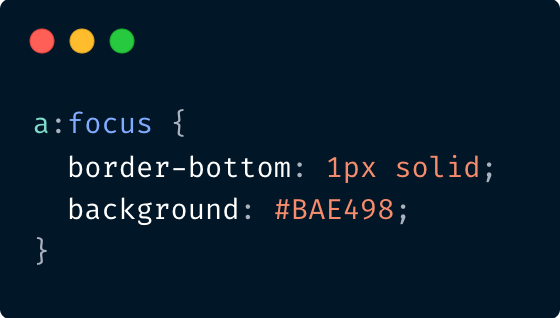 a:focus {
  border-bottom: 1px solid;
  background: #BAE498;
}